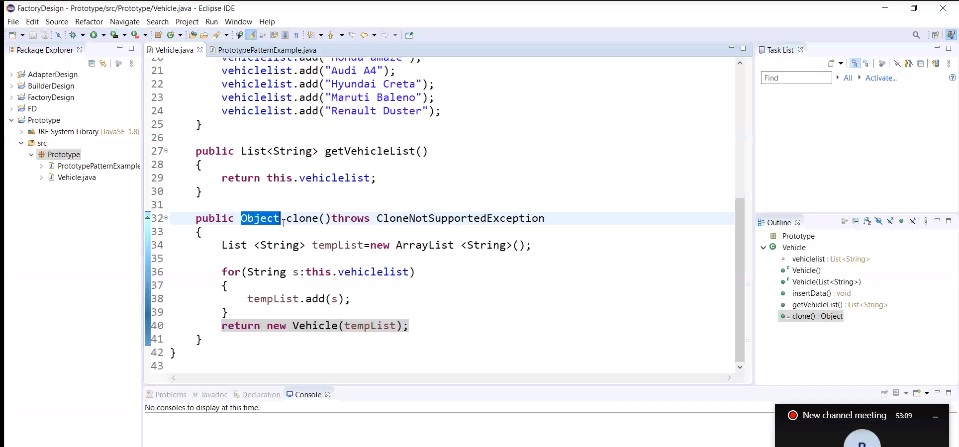 FactoryDesign - Prototype/src/Prototype/Vehicle.java - Eclipse IDE
File Edit Source Refactor Navigate Search Project Run Window Help
Package Explorer
AdapterDesign
BuilderDesign
FactoryDesign
FD
Prototype
JRE System Library [JavaSE-1.8]
src
Prototype
PrototypePatternExample
Vehicle.java
Vehicle.java PrototypePatternExample.java
20 vehiclelist.add("Honda amaze");
21 vehiclelist.add("Audi A4");
22 vehiclelist.add("Hyundai Creta");
23 vehiclelist.add("Maruti Baleno");
24 vehiclelist.add("Renault Duster");
25 }
26
27 public List<String> getVehicleList()
28 {
29 return this.vehiclelist;
30 }
31
32 public Object clone()throws CloneNotSupportedException
33 {
34 List <String> tempList=new ArrayList <String>();
35
36 for(String s:this.vehiclelist)
37 {
38 tempList.add(s);
39 }
40 return new Vehicle(tempList);
41 }
42 }
43
Problems Javadoc Declaration Console
No consoles to display at this time.
Task List
Find All Activate...
Outline
Prototype
Vehicle
vehiclelist : List<String>
Vehicle()
Vehicle(List<String>)
insertData() : void
getVehicleList() : List<String>
clone() : Object
New channel meeting 53:09